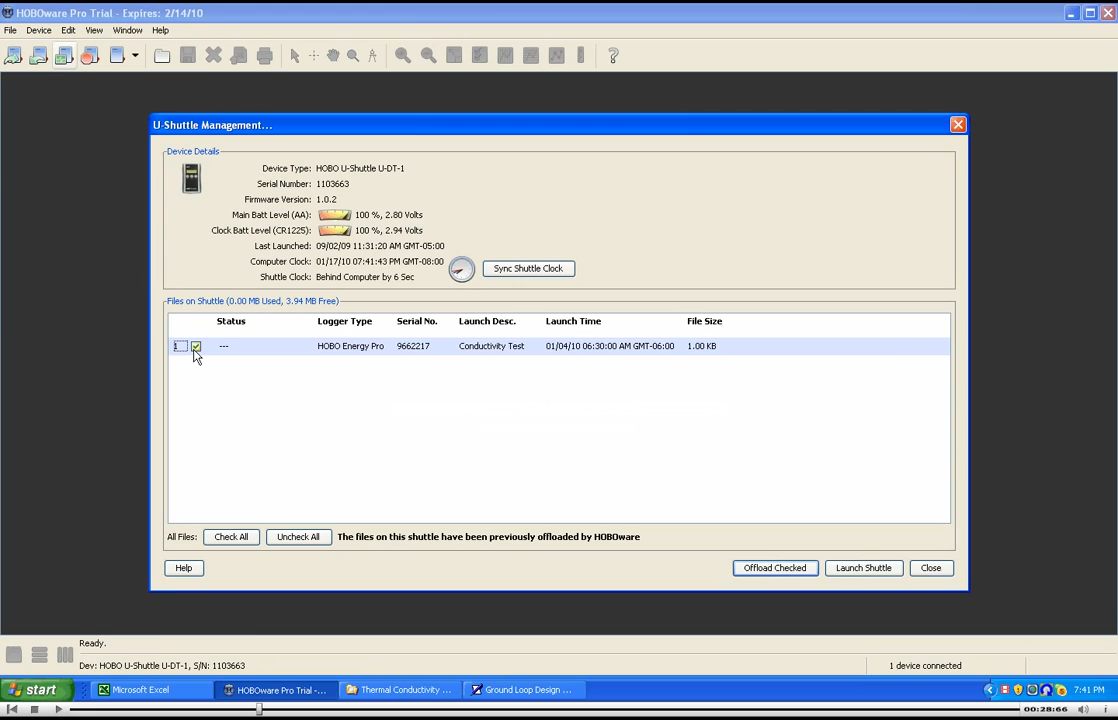 HOBOware Pro Trial - Expires: 2/14/10
File Device Edit View Window Help
U-Shuttle Management...
Device Details
Device Type: HOBO U-Shuttle U-DT-1
Serial Number: 1103663
Firmware Version: 1.0.2
Main Batt Level (AA): 100 %, 2.80 Volts
Clock Batt Level (CR1225): 100 %, 2.94 Volts
Last Launched: 09/02/09 11:31:20 AM GMT-05:00
Computer Clock: 01/17/10 07:41:43 PM GMT-08:00
Sync Shuttle Clock
Shuttle Clock: Behind Computer by 6 Sec
Files on Shuttle (0.00 MB Used, 3.94 MB Free)
Status Logger Type Serial No. Launch Desc. Launch Time File Size
1 --- HOBO Energy Pro 9662217 Conductivity Test 01/04/10 06:30:00 AM GMT-06:00 1.00 KB
All Files: Check All Uncheck All The files on this shuttle have been previously offloaded by HOBOware
Help Offload Checked Launch Shuttle Close
Ready.
Dev: HOBO U-Shuttle U-DT-1, S/N: 1103663 1 device connected
start Microsoft Excel HOBOware Pro Trial -... Thermal Conductivity ... Ground Loop Design ... 7:41 PM
00:28:66